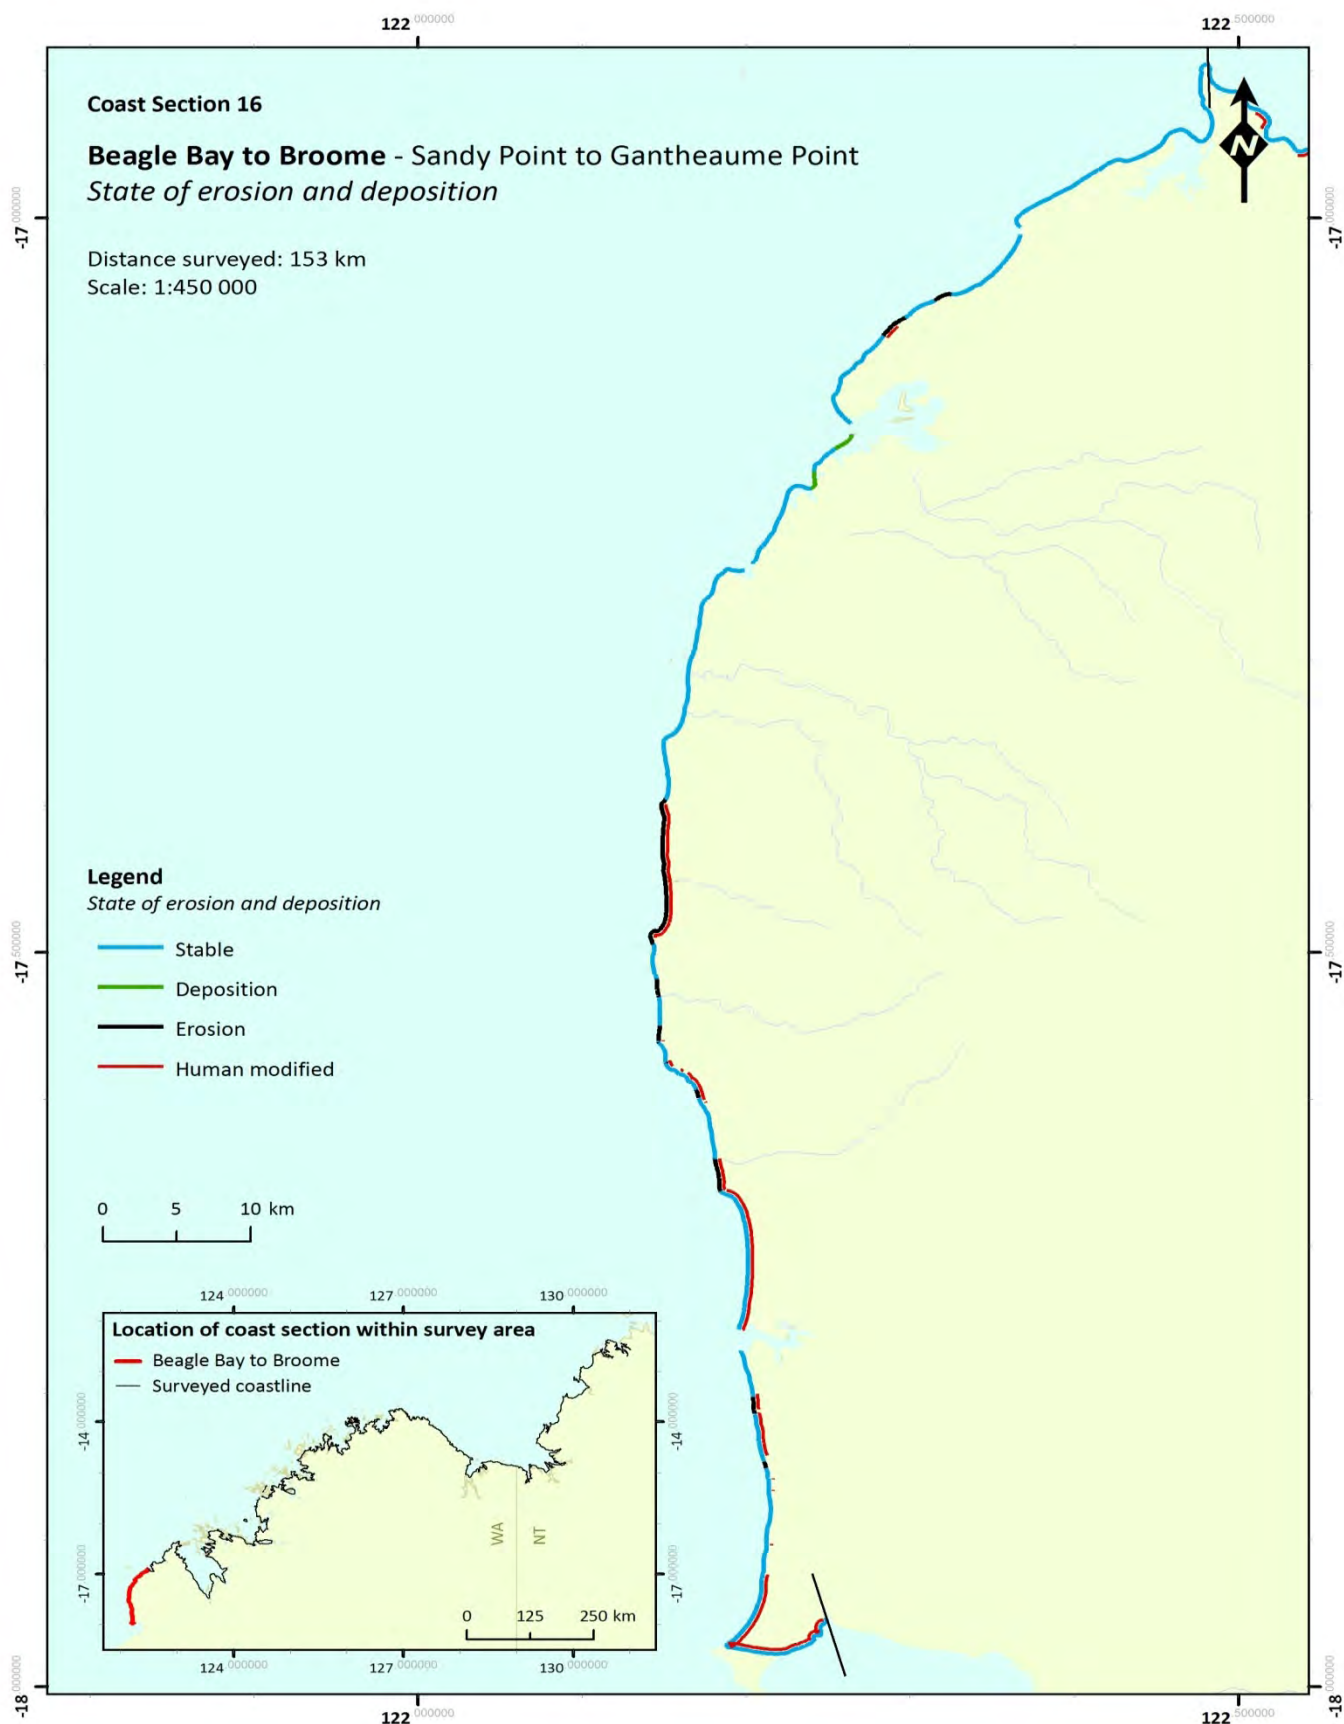 122.000000
122.500000
Coast Section 16
Beagle Bay to Broome - Sandy Point to Gantheaume Point
State of erosion and deposition
N
-17.000000
-17.000000
Distance surveyed: 153 km
Scale: 1:450 000
Legend
State of erosion and deposition
Stable
-17.500000
-17.500000
Deposition
Erosion
Human modified
0 5 10 km
124.000000 127.000000 130.000000
Location of coast section within survey area
Beagle Bay to Broome
Surveyed coastline
-14.000000
-14.000000
WA NT
-17.000000
-17.000000
0 125 250 km
124.000000 127.000000 130.000000
-18.000000
-18.000000
122.000000
122.500000